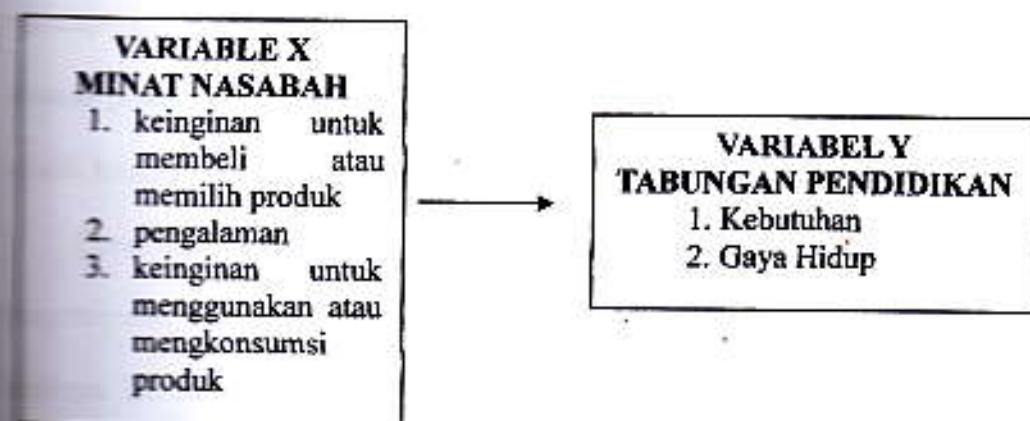 VARIABLE X
MINAT NASABAH
1. keinginan untuk
membeli atau
memilih produk
2. pengalaman
3. keinginan untuk
menggunakan atau
mengkonsumsi
produk
VARIABEL Y
TABUNGAN PENDIDIKAN
1. Kebutuhan
2. Gaya Hidup